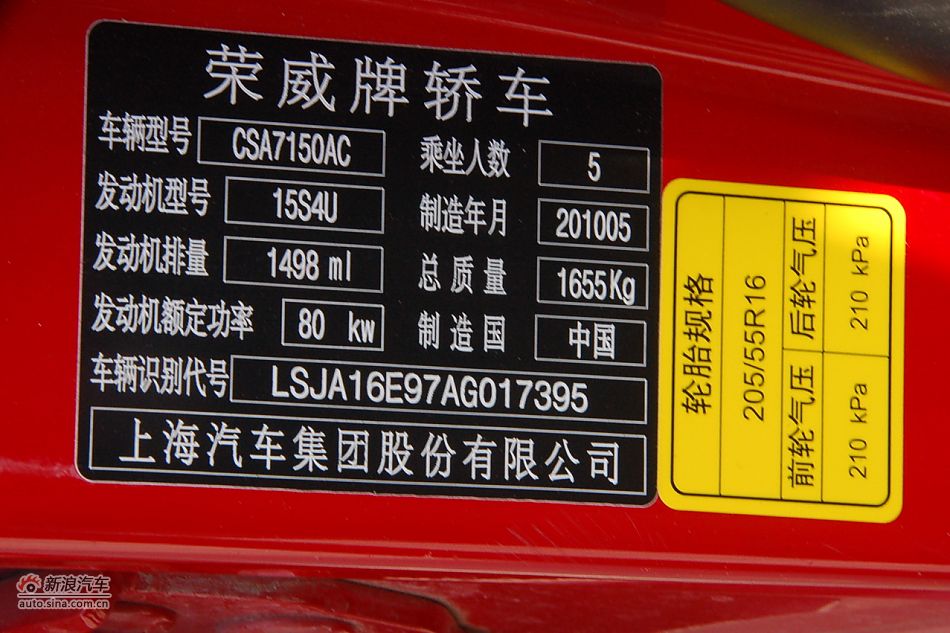 荣威牌轿车
车辆型号 CSA7150AC 乘坐人数 5
发动机型号 15S4U 制造年月 201005
发动机排量 1498 ml 总质量 1655Kg
发动机额定功率 80 kw 制造国 中国
车辆识别代号 LSJA16E97AG017395
上海汽车集团股份有限公司
轮胎规格 205/55R16
前轮气压 210 kPa
后轮气压 210 kPa
新浪汽车
auto.sina.com.cn